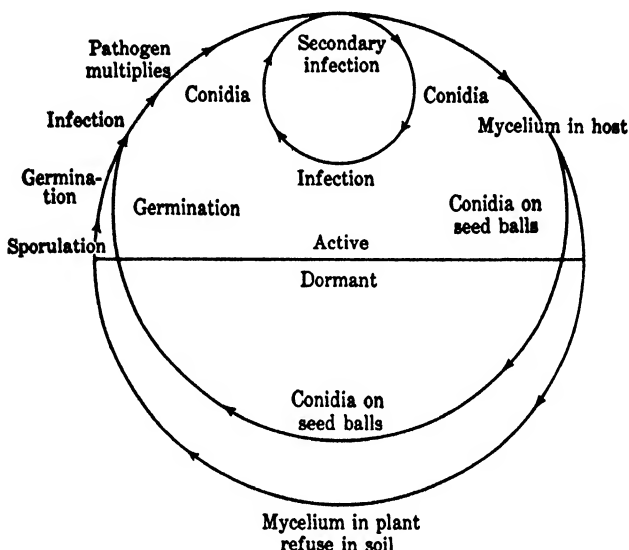 Secondary
infection
Pathogen
multiplies
Conidia
Conidia
Infection
Mycelium in host
Infection
Germina-
tion
Germination
Conidia on
seed balls
Sporulation
Active
Dormant
Conidia on
seed balls
Mycelium in plant
refuse in soil